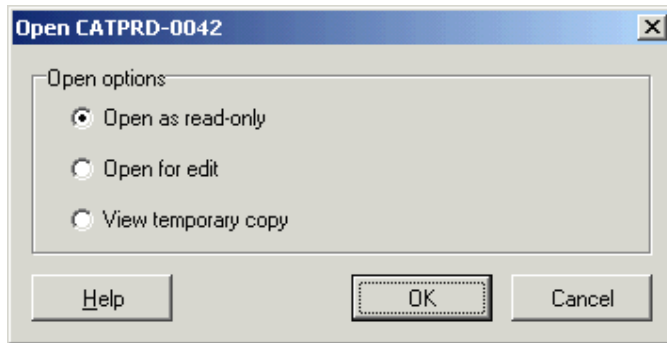 Open CATPRD-0042
Open options
Open as read-only
Open for edit
View temporary copy
Help OK Cancel